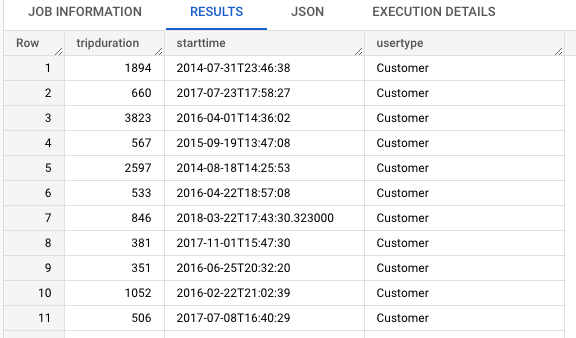 JOB INFORMATION RESULTS JSON EXECUTION DETAILS
Row tripduration starttime usertype
1 1894 2014-07-31T23:46:38 Customer
2 660 2017-07-23T17:58:27 Customer
3 3823 2016-04-01T14:36:02 Customer
4 567 2015-09-19T13:47:08 Customer
5 2597 2014-08-18T14:25:53 Customer
6 533 2016-04-22T18:57:08 Customer
7 846 2018-03-22T17:43:30.323000 Customer
8 381 2017-11-01T15:47:30 Customer
9 351 2016-06-25T20:32:20 Customer
10 1052 2016-02-22T21:02:39 Customer
11 506 2017-07-08T16:40:29 Customer